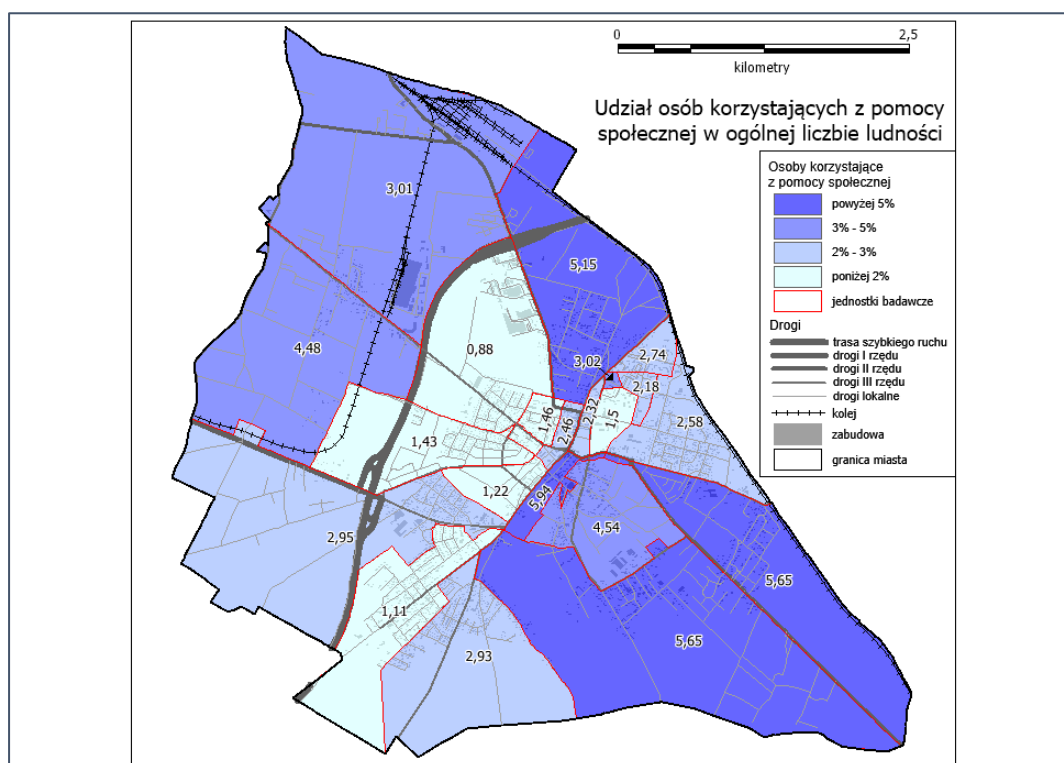 0
2,5
kilometry
Udział osób korzystających z pomocy
społecznej w ogólnej liczbie ludności
Osoby korzystające
z pomocy społecznej
powyżej 5%
3% - 5%
2% - 3%
poniżej 2%
jednostki badawcze
Drogi
trasa szybkiego ruchu
drogi I rzędu
drogi II rzędu
drogi III rzędu
drogi lokalne
kolej
zabudowa
granica miasta
3,01
5,15
4,48
0,88
3,02
2,74
2,18
2,32
1,5
2,58
1,46
2,46
1,43
1,22
5,94
4,54
2,95
5,65
1,11
2,93
5,65